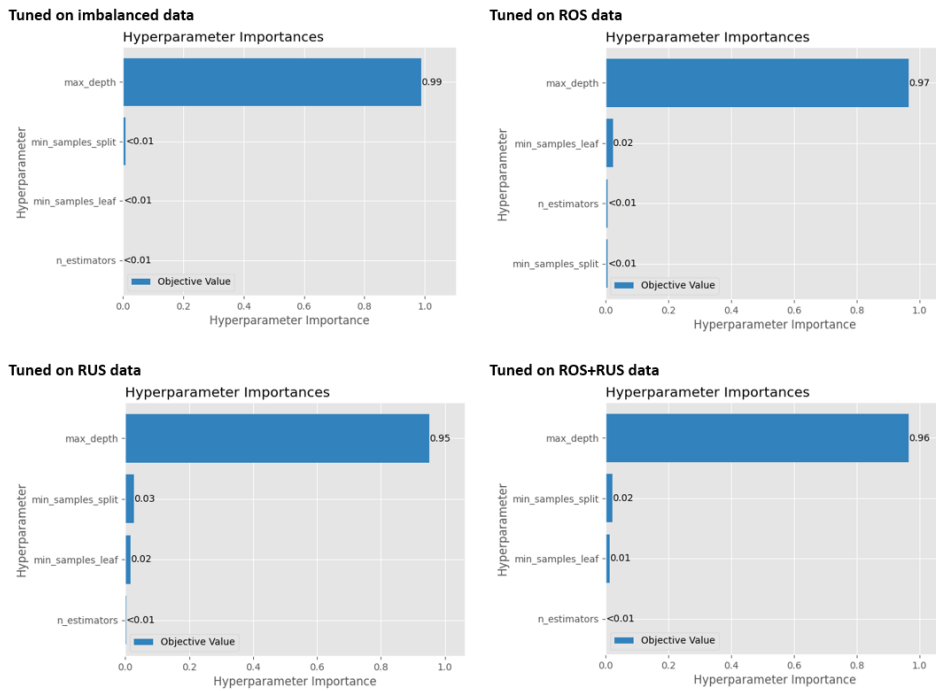 Tuned on imbalanced data
Hyperparameter Importances
Hyperparameter
max_depth
0.99
min_samples_split
<0.01
min_samples_leaf
<0.01
n_estimators
<0.01
Objective Value
0.0 0.2 0.4 0.6 0.8 1.0
Hyperparameter Importance
Tuned on ROS data
Hyperparameter Importances
Hyperparameter
max_depth
0.97
min_samples_leaf
0.02
n_estimators
<0.01
min_samples_split
<0.01
Objective Value
0.0 0.2 0.4 0.6 0.8 1.0
Hyperparameter Importance
Tuned on RUS data
Hyperparameter Importances
Hyperparameter
max_depth
0.95
min_samples_split
0.03
min_samples_leaf
0.02
n_estimators
<0.01
Objective Value
0.0 0.2 0.4 0.6 0.8 1.0
Hyperparameter Importance
Tuned on ROS+RUS data
Hyperparameter Importances
Hyperparameter
max_depth
0.96
min_samples_split
0.02
min_samples_leaf
0.01
n_estimators
<0.01
Objective Value
0.0 0.2 0.4 0.6 0.8 1.0
Hyperparameter Importance